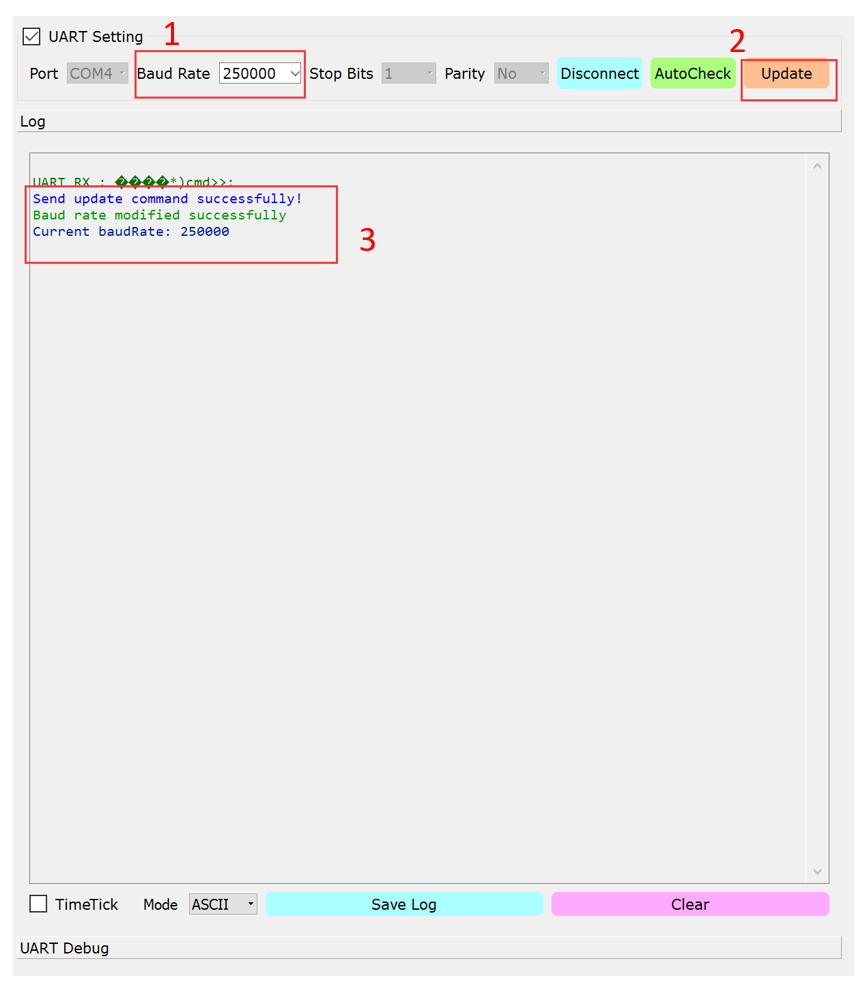 1
2
UART Setting
Port COM4 Baud Rate 250000 Stop Bits 1 Parity No Disconnect AutoCheck Update
Log
UART RX : ����*)cmd>>:
Send update command successfully!
Baud rate modified successfully
Current baudRate: 250000
3
TimeTick Mode ASCII Save Log Clear
UART Debug